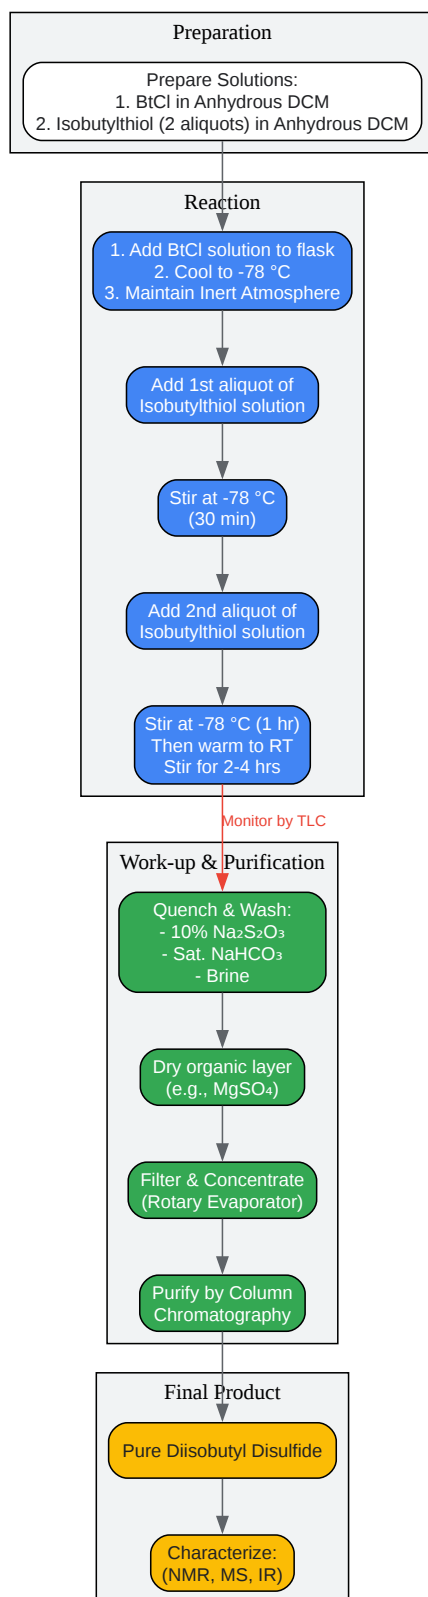 Preparation
Prepare Solutions:
1. BtCl in Anhydrous DCM
2. Isobutylthiol (2 aliquots) in Anhydrous DCM
Reaction
1. Add BtCl solution to flask
2. Cool to -78 °C
3. Maintain Inert Atmosphere
Add 1st aliquot of
Isobutylthiol solution
Stir at -78 °C
(30 min)
Add 2nd aliquot of
Isobutylthiol solution
Stir at -78 °C (1 hr)
Then warm to RT
Stir for 2-4 hrs
Monitor by TLC
Work-up & Purification
Quench & Wash:
- 10% Na₂S₂O₃
- Sat. NaHCO₃
- Brine
Dry organic layer
(e.g., MgSO₄)
Filter & Concentrate
(Rotary Evaporator)
Purify by Column
Chromatography
Final Product
Pure Diisobutyl Disulfide
Characterize:
(NMR, MS, IR)